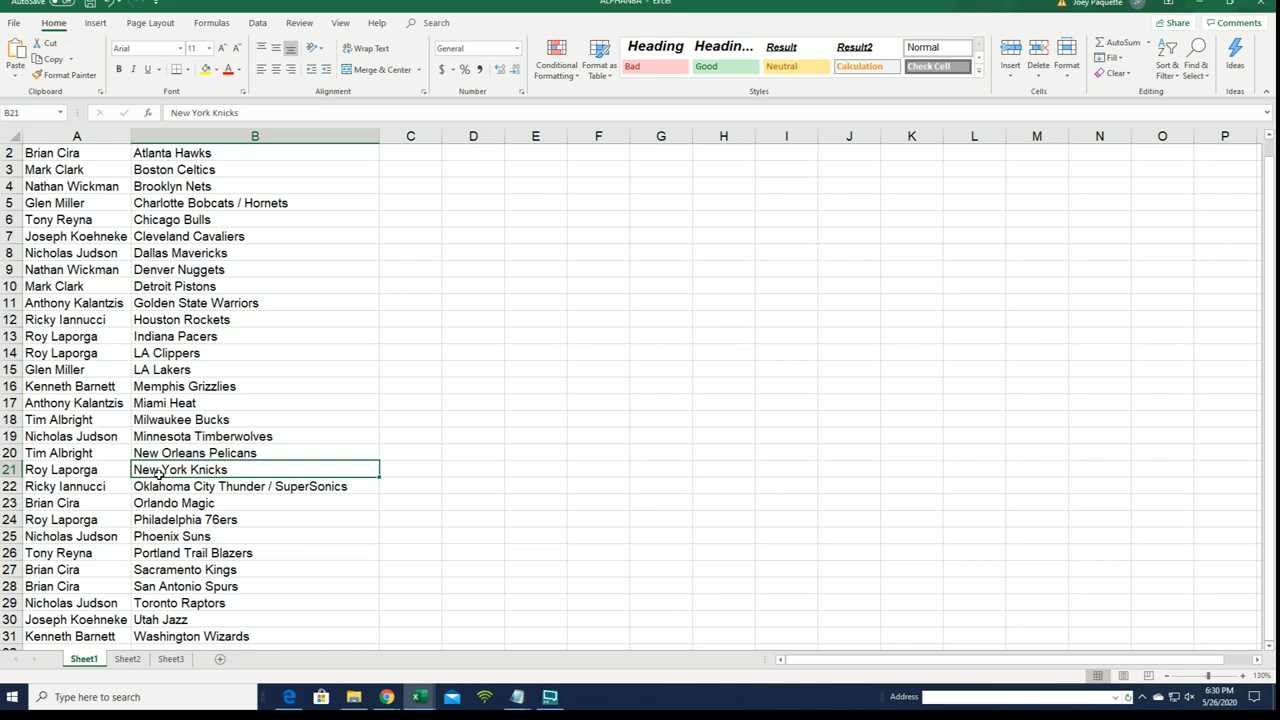 AutoSave Off ALPHANBA - Excel Joey Paquette JP
File Home Insert Page Layout Formulas Data Review View Help Search Share Comments
Paste Cut Copy Format Painter Clipboard
Arial 11 A A B I U A Font
Wrap Text Merge & Center Alignment
General $ % , Number
Conditional Formatting Format as Table
Heading Headin... Result Result2 Normal
Bad Good Neutral Calculation Check Cell
Styles
Insert Delete Format Cells
AutoSum Fill Clear Sort & Filter Find & Select Editing
Ideas Ideas
B21 fx New York Knicks
A B C D E F G H I J K L M N O P
2 Brian Cira Atlanta Hawks
3 Mark Clark Boston Celtics
4 Nathan Wickman Brooklyn Nets
5 Glen Miller Charlotte Bobcats / Hornets
6 Tony Reyna Chicago Bulls
7 Joseph Koehneke Cleveland Cavaliers
8 Nicholas Judson Dallas Mavericks
9 Nathan Wickman Denver Nuggets
10 Mark Clark Detroit Pistons
11 Anthony Kalantzis Golden State Warriors
12 Ricky Iannucci Houston Rockets
13 Roy Laporga Indiana Pacers
14 Roy Laporga LA Clippers
15 Glen Miller LA Lakers
16 Kenneth Barnett Memphis Grizzlies
17 Anthony Kalantzis Miami Heat
18 Tim Albright Milwaukee Bucks
19 Nicholas Judson Minnesota Timberwolves
20 Tim Albright New Orleans Pelicans
21 Roy Laporga New York Knicks
22 Ricky Iannucci Oklahoma City Thunder / SuperSonics
23 Brian Cira Orlando Magic
24 Roy Laporga Philadelphia 76ers
25 Nicholas Judson Phoenix Suns
26 Tony Reyna Portland Trail Blazers
27 Brian Cira Sacramento Kings
28 Brian Cira San Antonio Spurs
29 Nicholas Judson Toronto Raptors
30 Joseph Koehneke Utah Jazz
31 Kenneth Barnett Washington Wizards
Sheet1 Sheet2 Sheet3
130%
Type here to search Address 6:30 PM
5/26/2020